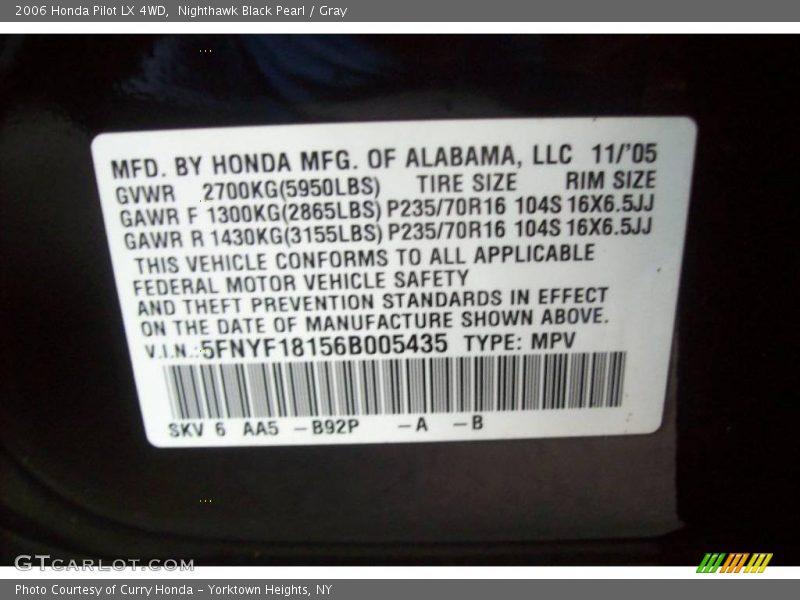 2006 Honda Pilot LX 4WD,  Nighthawk Black Pearl / Gray
MFD. BY HONDA MFG. OF ALABAMA, LLC 11/'05
GVWR 2700KG(5950LBS) TIRE SIZE RIM SIZE
GAWR F 1300KG(2865LBS) P235/70R16 104S 16X6.5JJ
GAWR R 1430KG(3155LBS) P235/70R16 104S 16X6.5JJ
THIS VEHICLE CONFORMS TO ALL APPLICABLE
FEDERAL MOTOR VEHICLE SAFETY
AND THEFT PREVENTION STANDARDS IN EFFECT
ON THE DATE OF MANUFACTURE SHOWN ABOVE.
V.I.N.:5FNYF18156B005435 TYPE: MPV
SKV 6 AA5 -B92P -A -B
GTCARLOT.COM
Photo Courtesy of Curry Honda - Yorktown Heights, NY